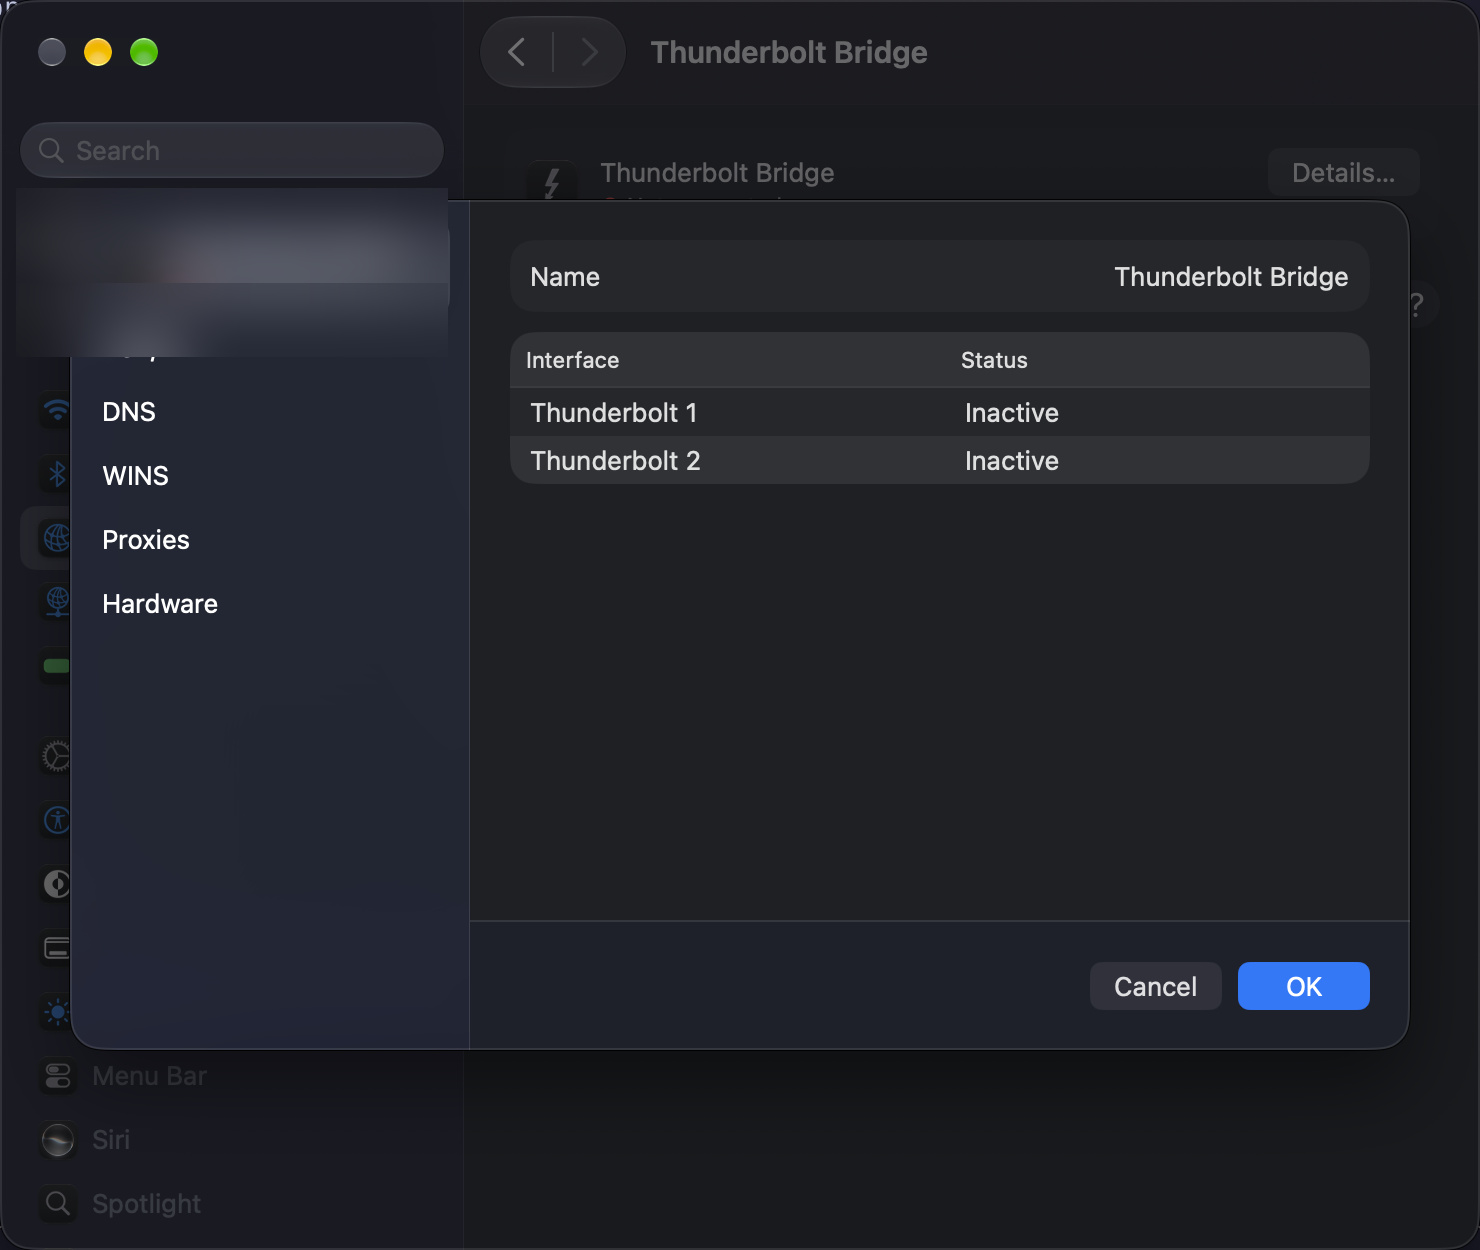 Thunderbolt Bridge
Search
Thunderbolt Bridge
Details...
Name
Thunderbolt Bridge
?
Interface
Status
DNS
Thunderbolt 1
Inactive
WINS
Thunderbolt 2
Inactive
Proxies
Hardware
Cancel
OK
Menu Bar
Siri
Spotlight